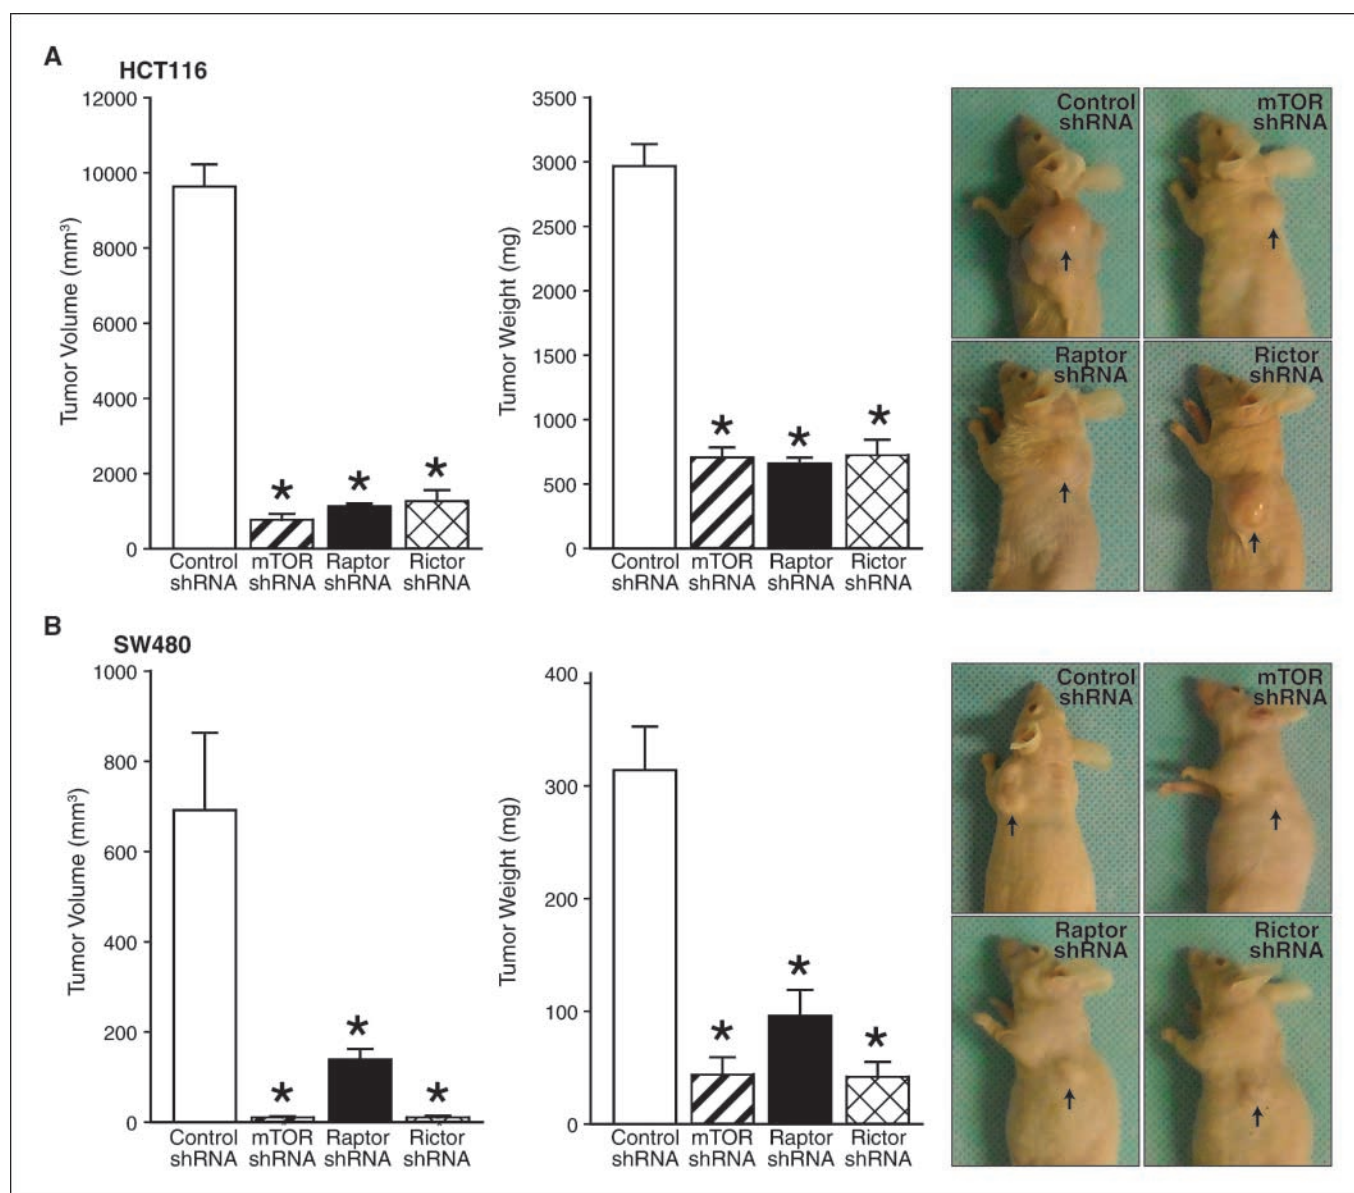 A
HCT116
Tumor Volume (mm³)
12000
10000
8000
6000
4000
2000
0
*
*
*
Control
shRNA
mTOR
shRNA
Raptor
shRNA
Rictor
shRNA
Tumor Weight (mg)
3500
3000
2500
2000
1500
1000
500
0
*
*
*
Control
shRNA
mTOR
shRNA
Raptor
shRNA
Rictor
shRNA
Control
shRNA
mTOR
shRNA
Raptor
shRNA
Rictor
shRNA
B
SW480
Tumor Volume (mm³)
1000
800
600
400
200
0
*
*
*
Control
shRNA
mTOR
shRNA
Raptor
shRNA
Rictor
shRNA
Tumor Weight (mg)
400
300
200
100
0
*
*
*
Control
shRNA
mTOR
shRNA
Raptor
shRNA
Rictor
shRNA
Control
shRNA
mTOR
shRNA
Raptor
shRNA
Rictor
shRNA